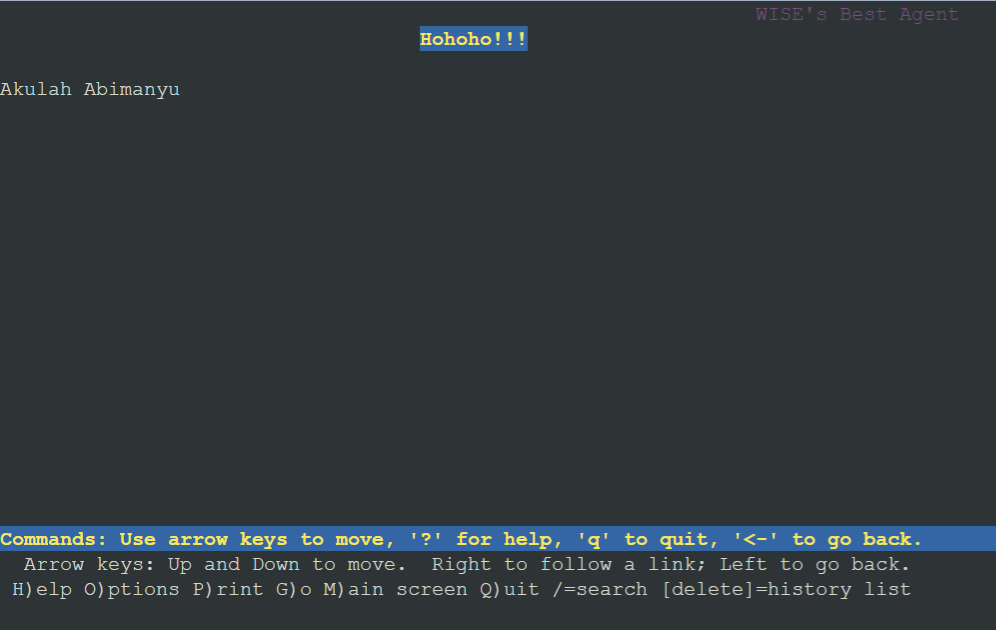 WISE's Best Agent
Hohoho!!!
Akulah Abimanyu
Commands: Use arrow keys to move, '?' for help, 'q' to quit, '<-' to go back.
Arrow keys: Up and Down to move. Right to follow a link; Left to go back.
H)elp O)ptions P)rint G)o M)ain screen Q)uit /=search [delete]=history list